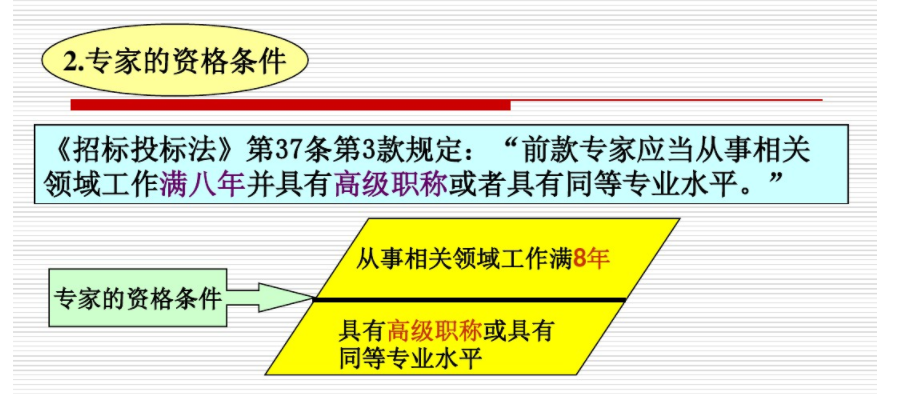 2.专家的资格条件
《招标投标法》第37条第3款规定：“前款专家应当从事相关
领域工作满八年并具有高级职称或者具有同等专业水平。”
从事相关领域工作满8年
专家的资格条件
具有高级职称或具有
同等专业水平